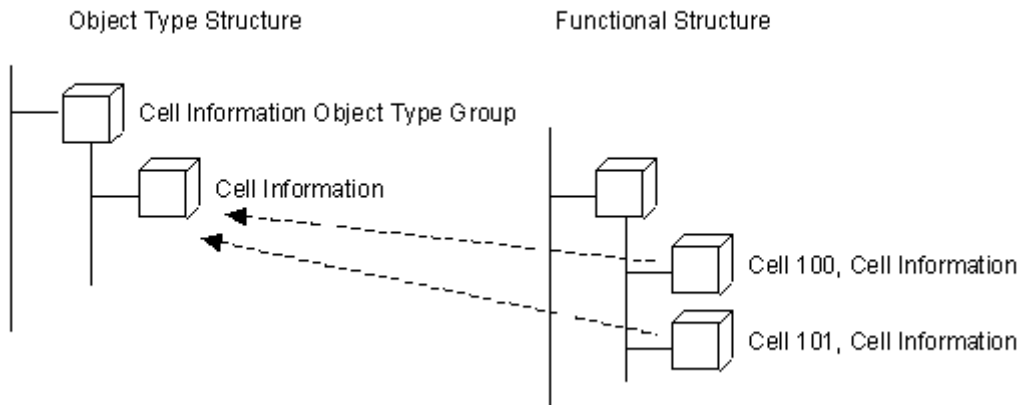 Object Type Structure
Functional Structure
Cell Information Object Type Group
Cell Information
Cell 100, Cell Information
Cell 101, Cell Information